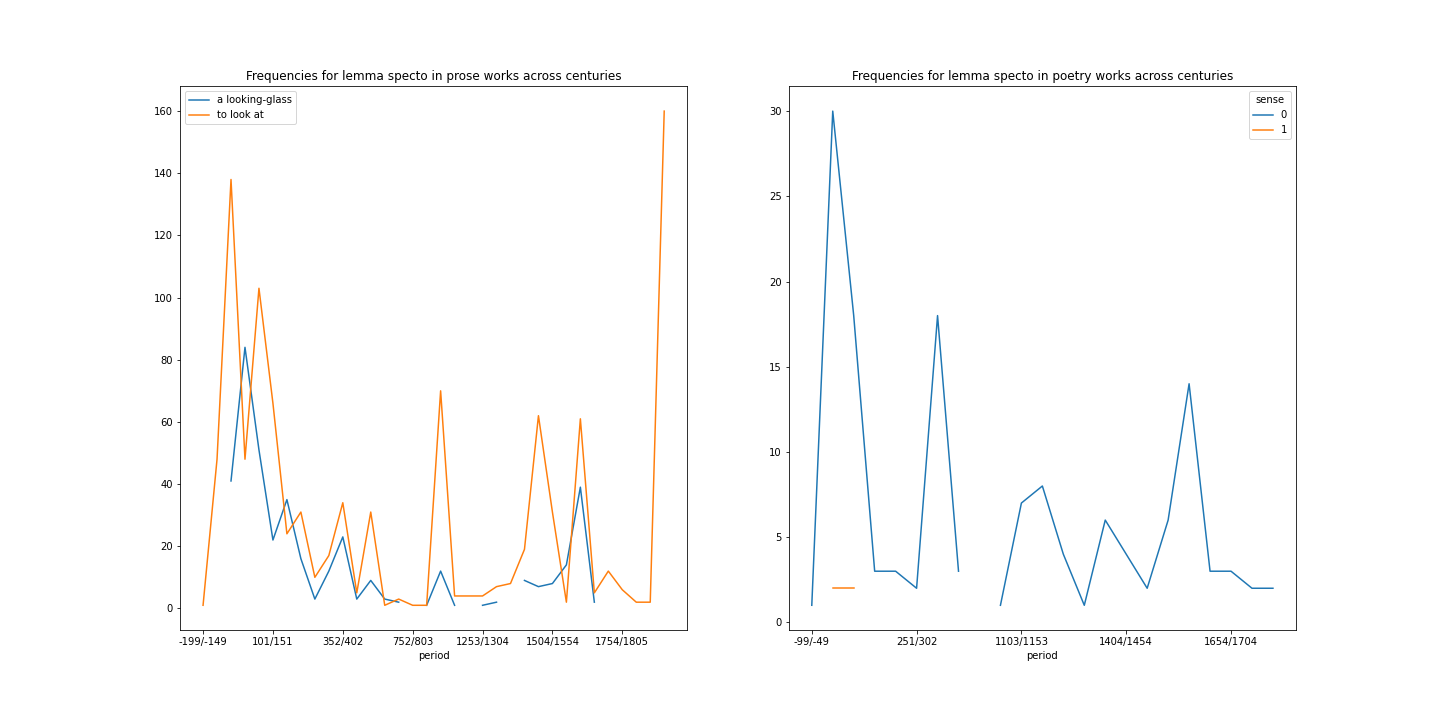 Frequencies for lemma specto in prose works across centuries
a looking-glass
to look at
160
140
120
100
80
60
40
20
0
-199/-149 101/151 352/402 752/803 1253/1304 1504/1554 1754/1805
period
Frequencies for lemma specto in poetry works across centuries
sense
0
1
30
25
20
15
10
5
0
-99/-49 251/302 1103/1153 1404/1454 1654/1704
period